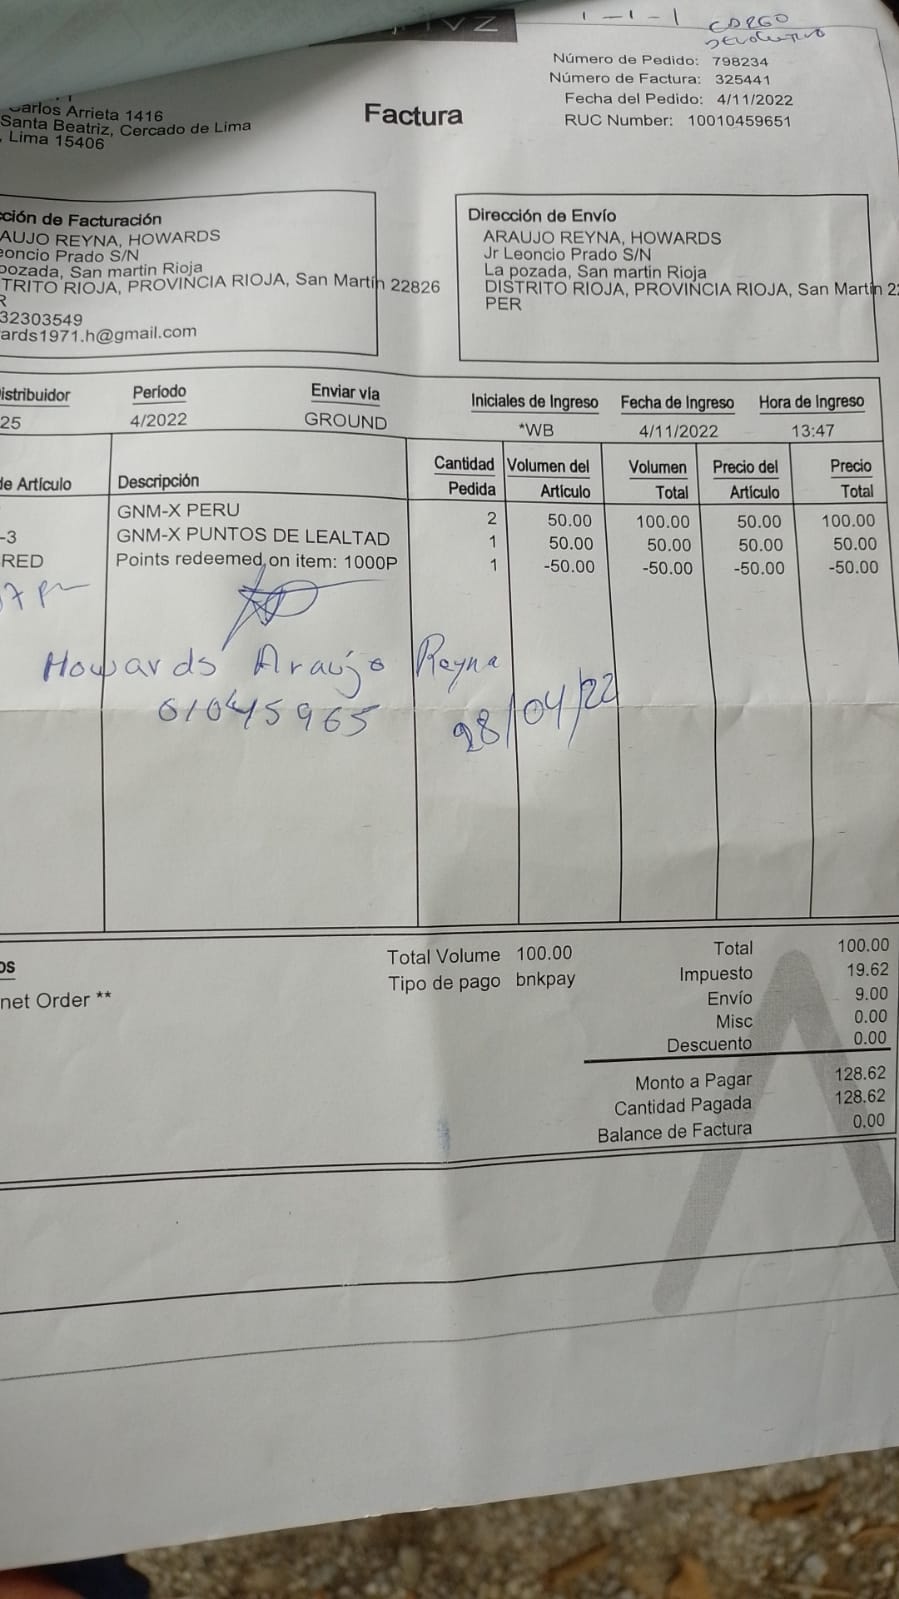 VZ
1-1-1 CARGO
Número de Pedido: 798234
Número de Factura: 325441
Fecha del Pedido: 4/11/2022
RUC Number: 10010459651
Carlos Arrieta 1416
Santa Beatriz, Cercado de Lima
, Lima 15406
Factura
ción de Facturación
AUJO REYNA, HOWARDS
eoncio Prado S/N
pozada, San martin Rioja
TRITO RIOJA, PROVINCIA RIOJA, San Martín 22826
R
32303549
ards1971.h@gmail.com
Dirección de Envío
ARAUJO REYNA, HOWARDS
Jr Leoncio Prado S/N
La pozada, San martin Rioja
DISTRITO RIOJA, PROVINCIA RIOJA, San Martín 2
PER
istribuidor Período Enviar vía Iniciales de Ingreso Fecha de Ingreso Hora de Ingreso
25 4/2022 GROUND *WB 4/11/2022 13:47
de Artículo Descripción Cantidad Pedida Volumen del Artículo Volumen Total Precio del Artículo Precio Total
GNM-X PERU 2 50.00 100.00 50.00 100.00
-3 GNM-X PUNTOS DE LEALTAD 1 50.00 50.00 50.00 50.00
RED Points redeemed on item: 1000P 1 -50.00 -50.00 -50.00 -50.00
Howards Araujo Reyna
01045965 28/04/22
os
net Order **
Total Volume 100.00
Tipo de pago bnkpay
Total 100.00
Impuesto 19.62
Envío 9.00
Misc 0.00
Descuento 0.00
Monto a Pagar 128.62
Cantidad Pagada 128.62
Balance de Factura 0.00